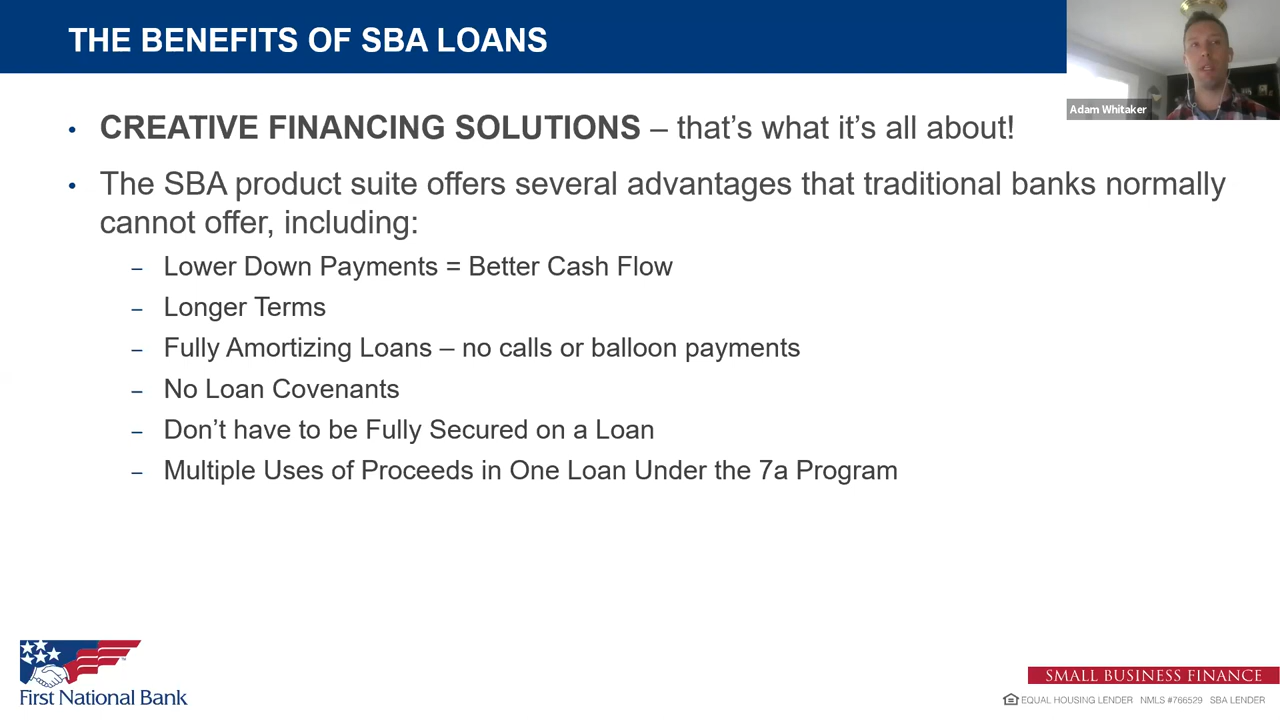 THE BENEFITS OF SBA LOANS
Adam Whitaker
• CREATIVE FINANCING SOLUTIONS – that’s what it’s all about!
• The SBA product suite offers several advantages that traditional banks normally
cannot offer, including:
– Lower Down Payments = Better Cash Flow
– Longer Terms
– Fully Amortizing Loans – no calls or balloon payments
– No Loan Covenants
– Don’t have to be Fully Secured on a Loan
– Multiple Uses of Proceeds in One Loan Under the 7a Program
First National Bank
SMALL BUSINESS FINANCE
EQUAL HOUSING LENDER NMLS #766529 SBA LENDER